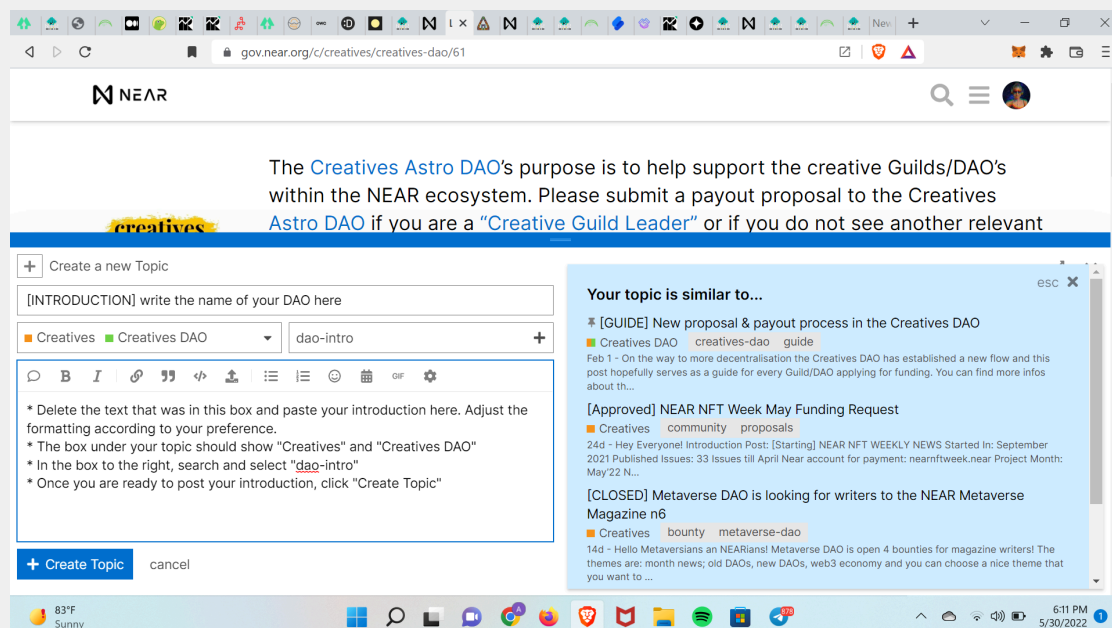 OWC
L
New
gov.near.org/c/creatives/creatives-dao/61
NEAR
The Creatives Astro DAO's purpose is to help support the creative Guilds/DAO's
within the NEAR ecosystem. Please submit a payout proposal to the Creatives
Astro DAO if you are a "Creative Guild Leader" or if you do not see another relevant
creatives
Create a new Topic
[INTRODUCTION] write the name of your DAO here
Creatives Creatives DAO
dao-intro
B I GIF
* Delete the text that was in this box and paste your introduction here. Adjust the
formatting according to your preference.
* The box under your topic should show "Creatives" and "Creatives DAO"
* In the box to the right, search and select "dao-intro"
* Once you are ready to post your introduction, click "Create Topic"
+ Create Topic cancel
esc
Your topic is similar to...
[GUIDE] New proposal & payout process in the Creatives DAO
Creatives DAO creatives-dao guide
Feb 1 - On the way to more decentralisation the Creatives DAO has established a new flow and this
post hopefully serves as a guide for every Guild/DAO applying for funding. You can find more infos
about th...
[Approved] NEAR NFT Week May Funding Request
Creatives community proposals
24d - Hey Everyone! Introduction Post: [Starting] NEAR NFT WEEKLY NEWS Started In: September
2021 Published Issues: 33 Issues till April Near account for payment: nearnftweek.near Project Month:
May'22 N...
[CLOSED] Metaverse DAO is looking for writers to the NEAR Metaverse
Magazine n6
Creatives bounty metaverse-dao
14d - Hello Metaversians an NEARians! Metaverse DAO is open 4 bounties for magazine writers! The
themes are: month news; old DAOs, new DAOs, web3 economy and you can choose a nice theme that
you want to ...
83°F
Sunny
A
878
6:11 PM
5/30/2022
1